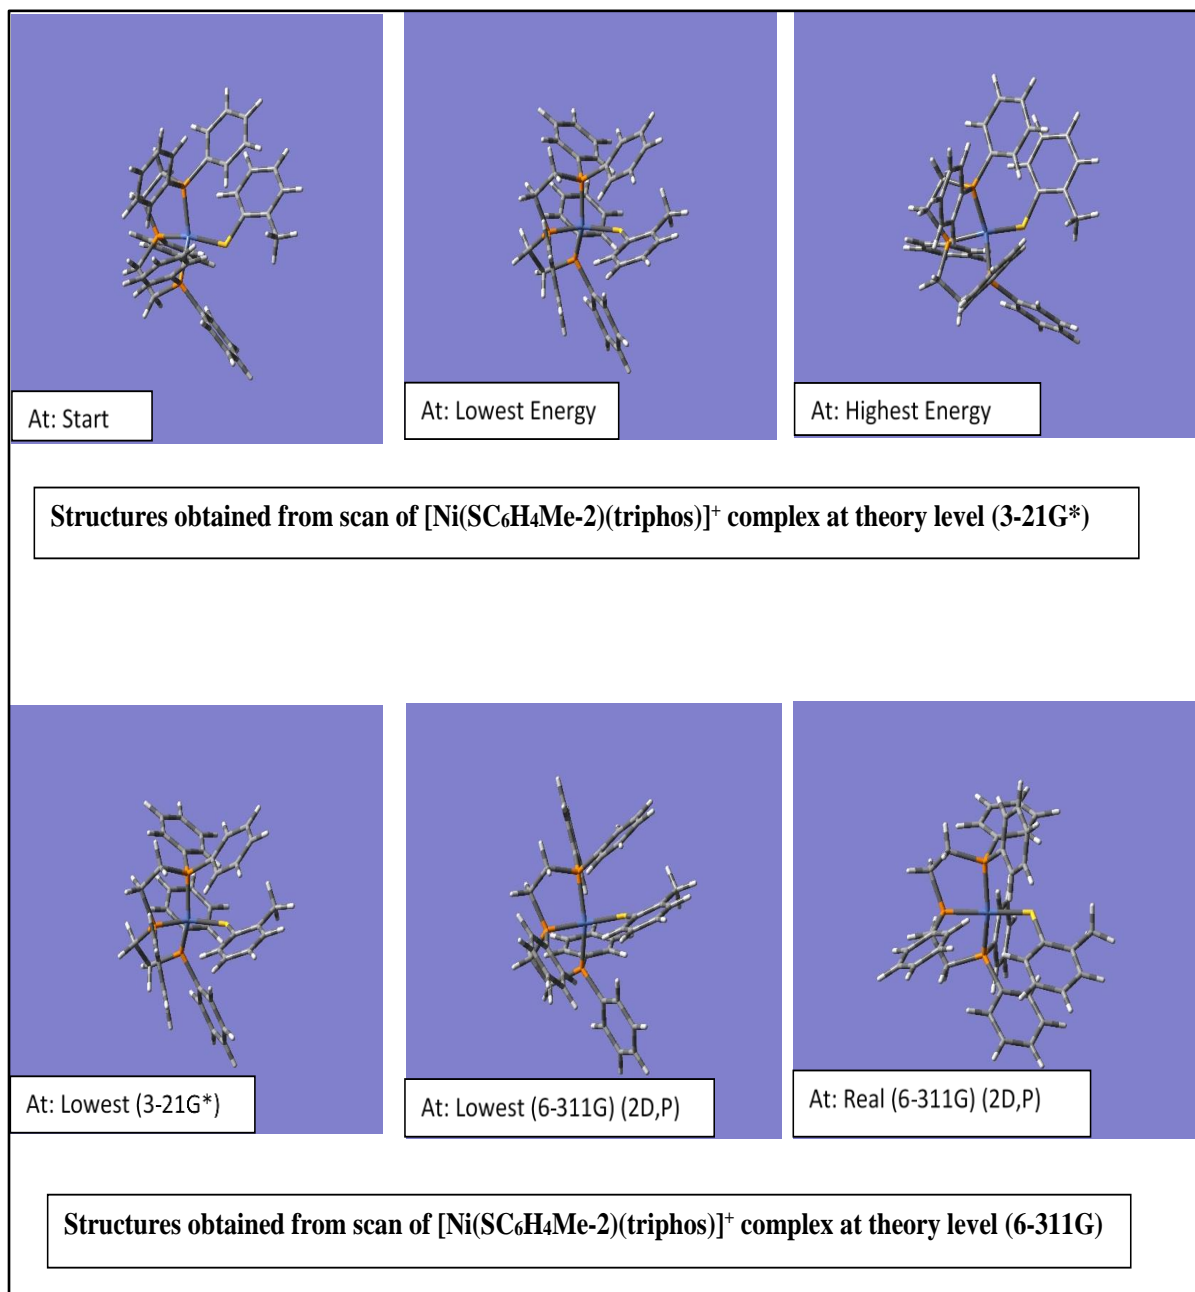 At: Start
At: Lowest Energy
At: Highest Energy
Structures obtained from scan of [Ni(SC₆H₄Me-2)(triphos)]⁺ complex at theory level (3-21G*)
At: Lowest (3-21G*)
At: Lowest (6-311G) (2D,P)
At: Real (6-311G) (2D,P)
Structures obtained from scan of [Ni(SC₆H₄Me-2)(triphos)]⁺ complex at theory level (6-311G)